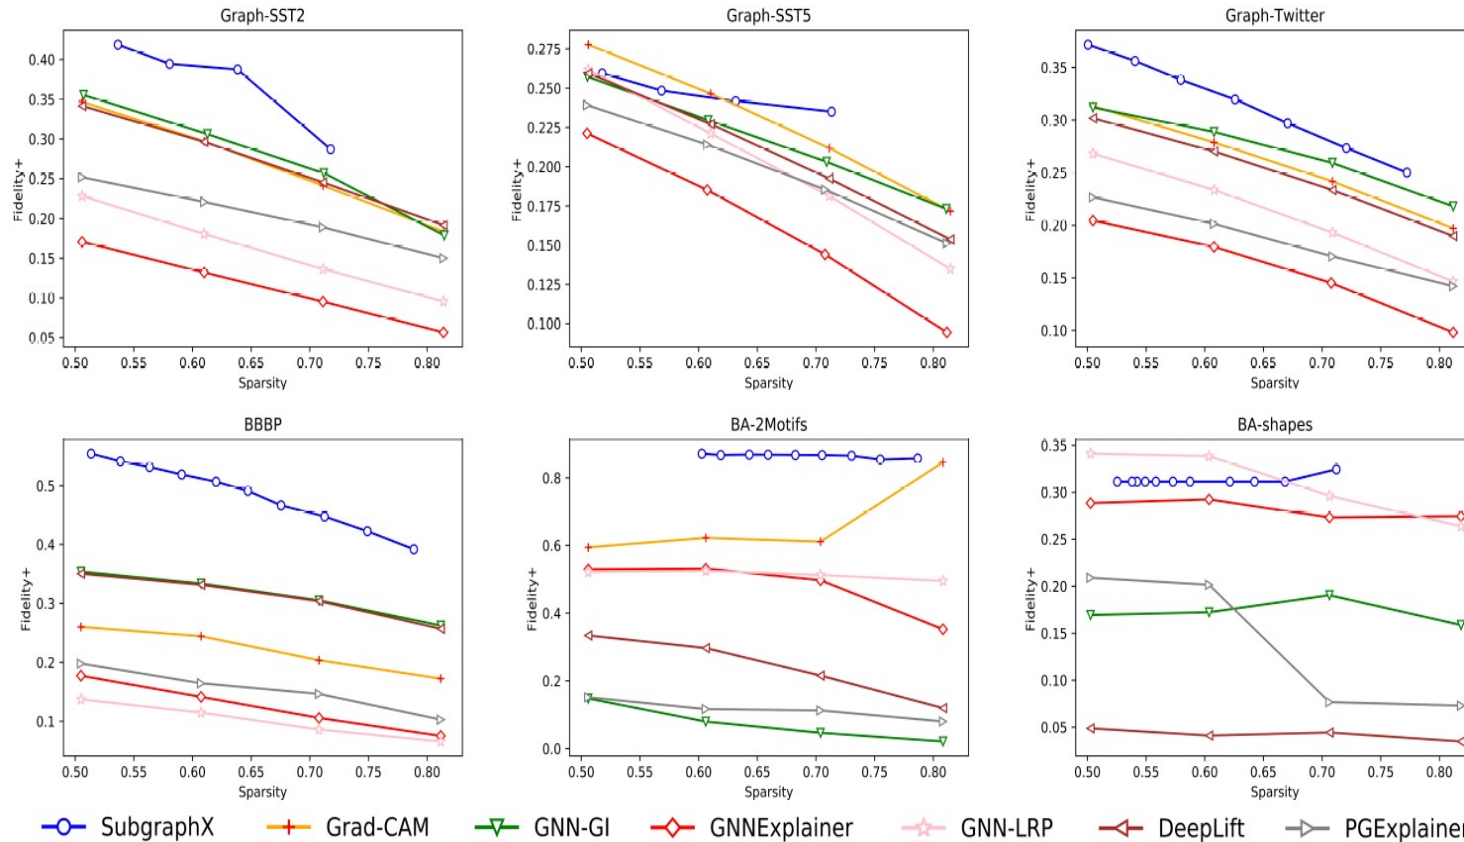 Graph-SST2 Graph-SST5 Graph-Twitter
0.40 0.35 0.30 0.25 0.20 0.15 0.10 0.05
Fidelity+
0.50 0.55 0.60 0.65 0.70 0.75 0.80
Sparsity
0.275 0.250 0.225 0.200 0.175 0.150 0.125 0.100
Fidelity+
0.50 0.55 0.60 0.65 0.70 0.75 0.80
Sparsity
0.35 0.30 0.25 0.20 0.15 0.10
Fidelity+
0.50 0.55 0.60 0.65 0.70 0.75 0.80
Sparsity
BBBP BA-2Motifs BA-shapes
0.5 0.4 0.3 0.2 0.1
Fidelity+
0.50 0.55 0.60 0.65 0.70 0.75 0.80
Sparsity
0.8 0.6 0.4 0.2 0.0
Fidelity+
0.50 0.55 0.60 0.65 0.70 0.75 0.80
Sparsity
0.35 0.30 0.25 0.20 0.15 0.10 0.05
Fidelity+
0.50 0.55 0.60 0.65 0.70 0.75 0.80
Sparsity
SubgraphX Grad-CAM GNN-GI GNNExplainer GNN-LRP DeepLift PGExplainer